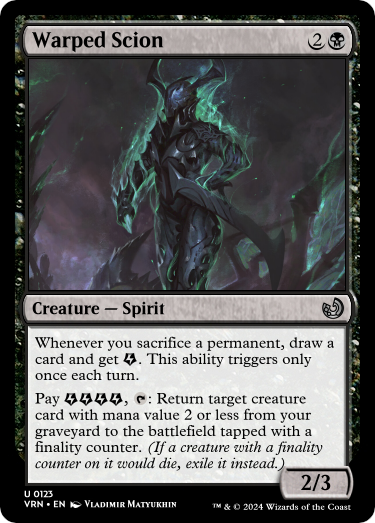 Warped Scion 2
Creature — Spirit
Whenever you sacrifice a permanent, draw a
card and get . This ability triggers only
once each turn.
Pay , : Return target creature
card with mana value 2 or less from your
graveyard to the battlefield tapped with a
finality counter. (If a creature with a finality
counter on it would die, exile it instead.)
2/3
U 0123
VRN • EN Vladimir Matyukhin
™ & © 2024 Wizards of the Coast